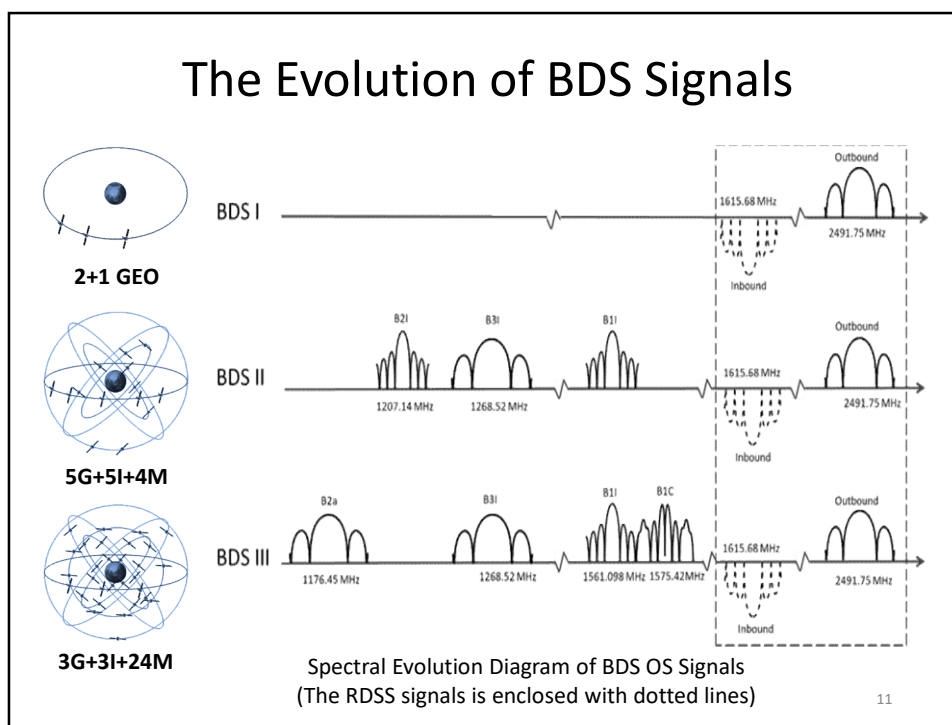 The Evolution of BDS Signals
2+1 GEO
BDS I
1615.68 MHz
Inbound
Outbound
2491.75 MHz
5G+5I+4M
BDS II
B2I
1207.14 MHz
B3I
1268.52 MHz
B1I
1615.68 MHz
Inbound
Outbound
2491.75 MHz
3G+3I+24M
BDS III
B2a
1176.45 MHz
B3I
1268.52 MHz
B1I
1561.098 MHz
B1C
1575.42MHz
1615.68 MHz
Inbound
Outbound
2491.75 MHz
Spectral Evolution Diagram of BDS OS Signals
(The RDSS signals is enclosed with dotted lines)
11